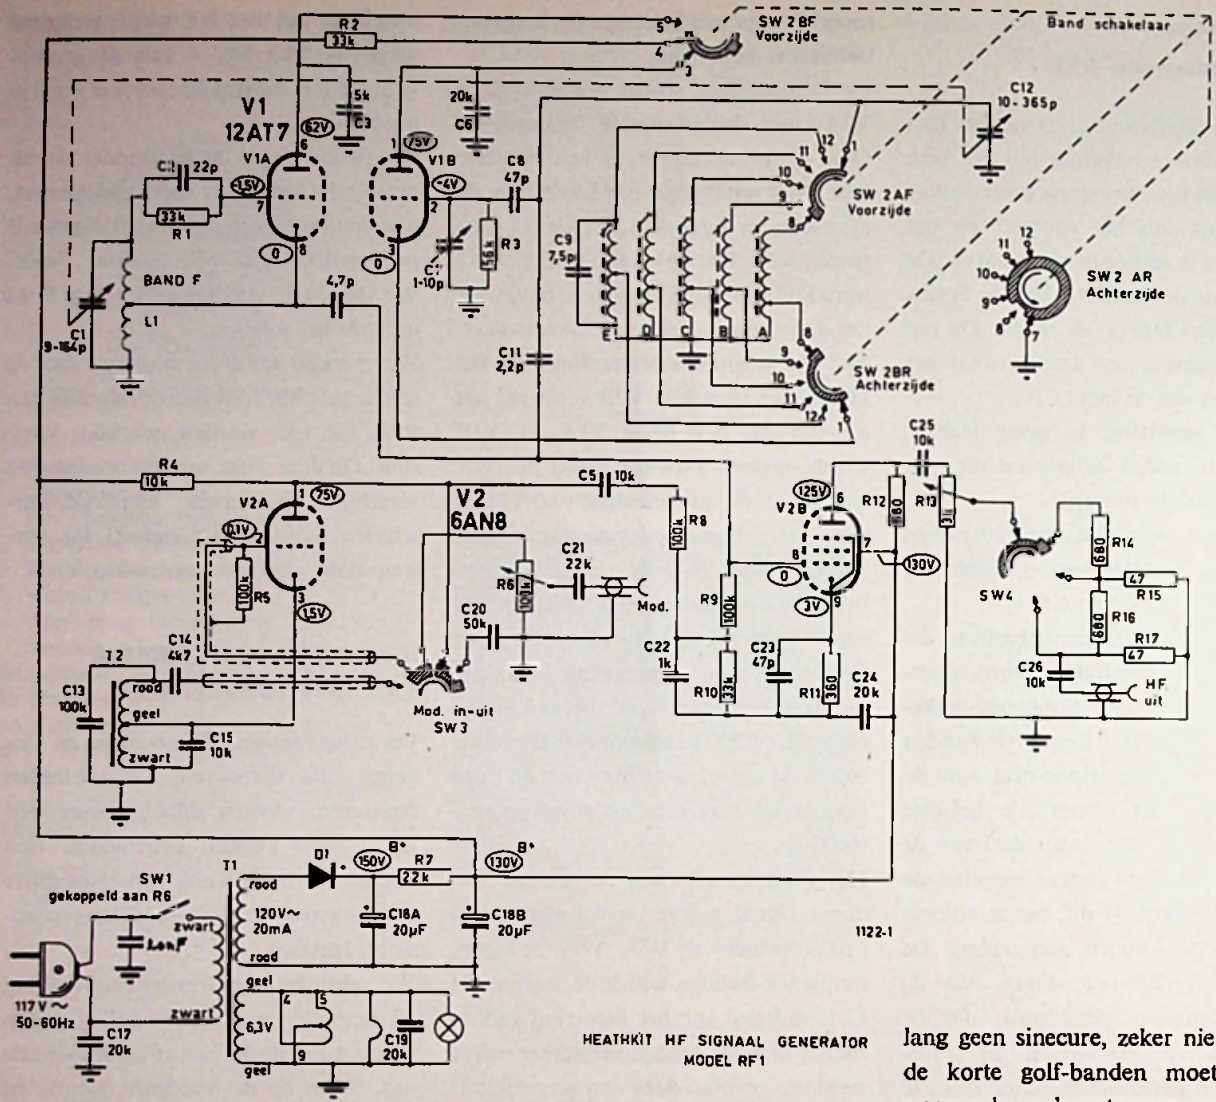 R2
33k
5
4
3
SW 2BF
Voorzijde
Band schakelaar
V1
12AT7
62V
6
5k
C3
1
75V
20k
C6
C12
10-365p
C2
22p
33k
R1
-1,5V
7
V1A
V1B
-4V
2
C8
47p
0
8
3
0
BAND F
L1
C1
9-164p
4,7p
1-10p
R3
C9
7,5p
C11
2,2p
E
D
C
B
A
12
11
10
9
8
1
SW 2AF
Voorzijde
12
11
10
9
8
7
SW2 AR
Achterzijde
8
9
10
11
12
1
SW 2BR
Achterzijde
R4
10k
V2A
75V
1
0,1V
2
100k
R5
3
1,5V
V2
6AN8
C5
10k
100k
R8
R6
C21
22k
Mod.
C20
50k
C14
4k7
T2
rood
geel
zwart
C13
100k
C15
10k
Mod. in-uit
SW3
R9
100k
C22
1k
R10
33k
C23
47p
R11
360
C24
20k
V2B
125V
6
8
7
0
3V
9
130V
R12
680
C25
10k
R13
1k
SW4
680
R14
47
R15
680
R16
47
R17
C26
10k
HF
uit
SW1
gekoppeld aan R6
zwart
zwart
117V~
50-60Hz
C17
20k
T1
rood
120V~
20mA
rood
geel
6,3V
geel
D1
150V
B+
R7
22k
130V
B+
C18A
20µF
C18B
20µF
4
5
9
C19
20k
1122-1
HEATHKIT HF SIGNAAL GENERATOR
MODEL RF1
lang geen sinecure, zeker nie
de korte golf-banden moet